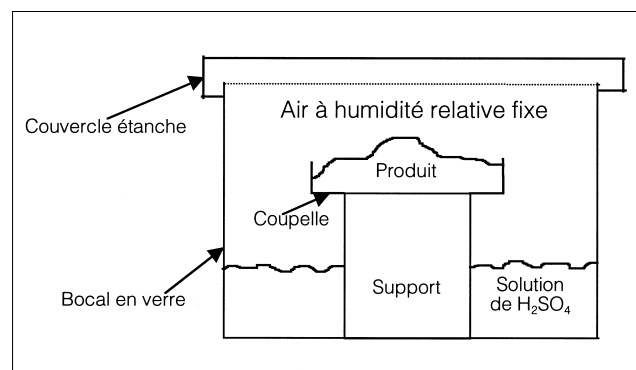 Air à humidité relative fixe
Couvercle étanche
Produit
Coupelle
Bocal en verre
Support
Solution
de H₂SO₄